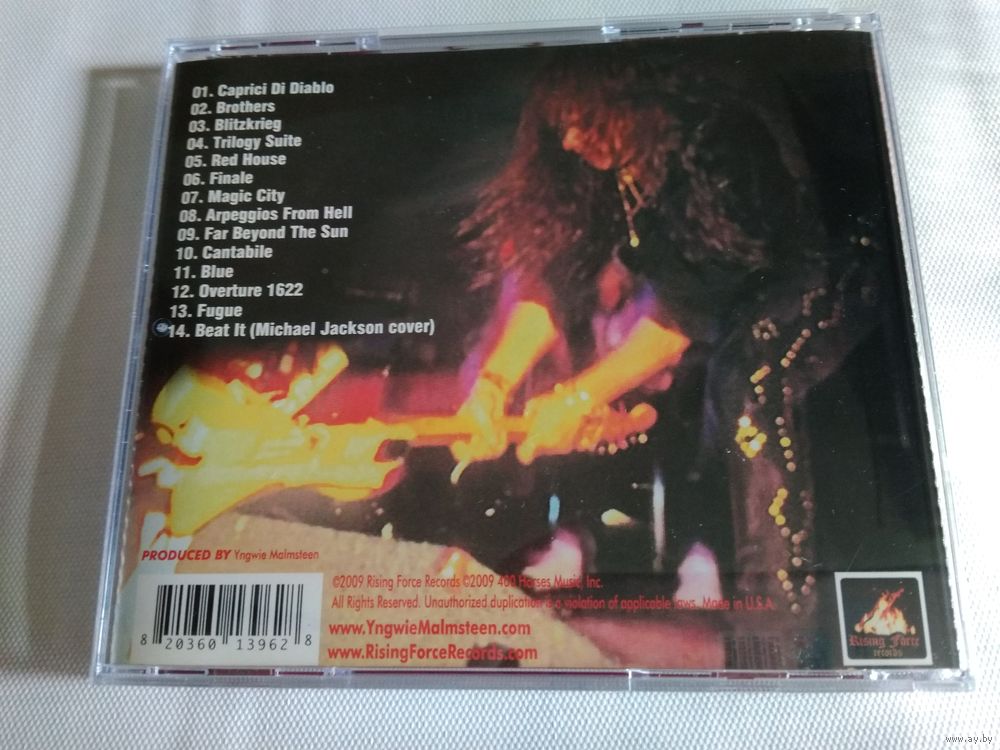 01. Caprici Di Diablo
02. Brothers
03. Blitzkrieg
04. Trilogy Suite
05. Red House
06. Finale
07. Magic City
08. Arpeggios From Hell
09. Far Beyond The Sun
10. Cantabile
11. Blue
12. Overture 1622
13. Fugue
14. Beat It (Michael Jackson cover)
PRODUCED BY Yngwie Malmsteen
©2009 Rising Force Records ©2009 400 Horses Music, Inc.
All Rights Reserved. Unauthorized duplication is a violation of applicable laws. Made in U.S.A.
www.YngwieMalmsteen.com
www.RisingForceRecords.com
8 20360 13962 8
Rising Force
records
www.ay.by